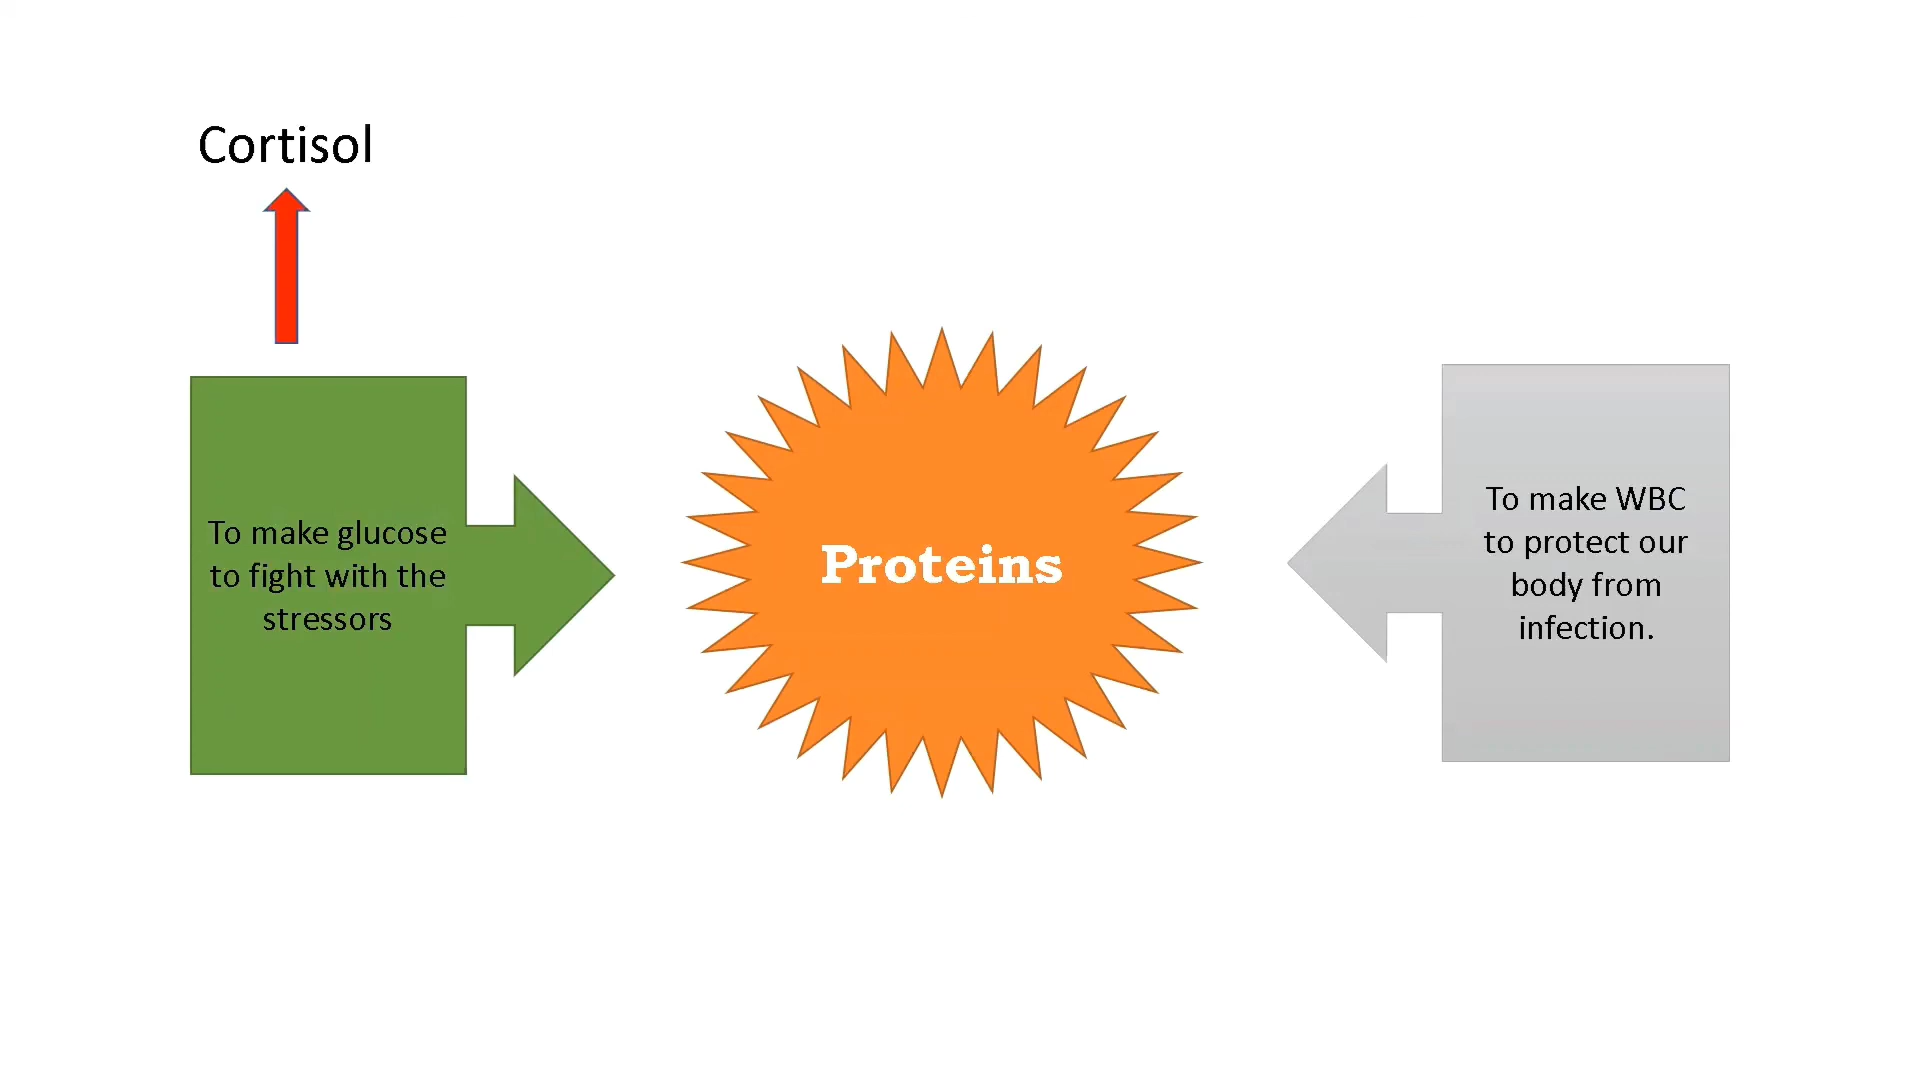 Cortisol
To make glucose
to fight with the
stressors
Proteins
To make WBC
to protect our
body from
infection.